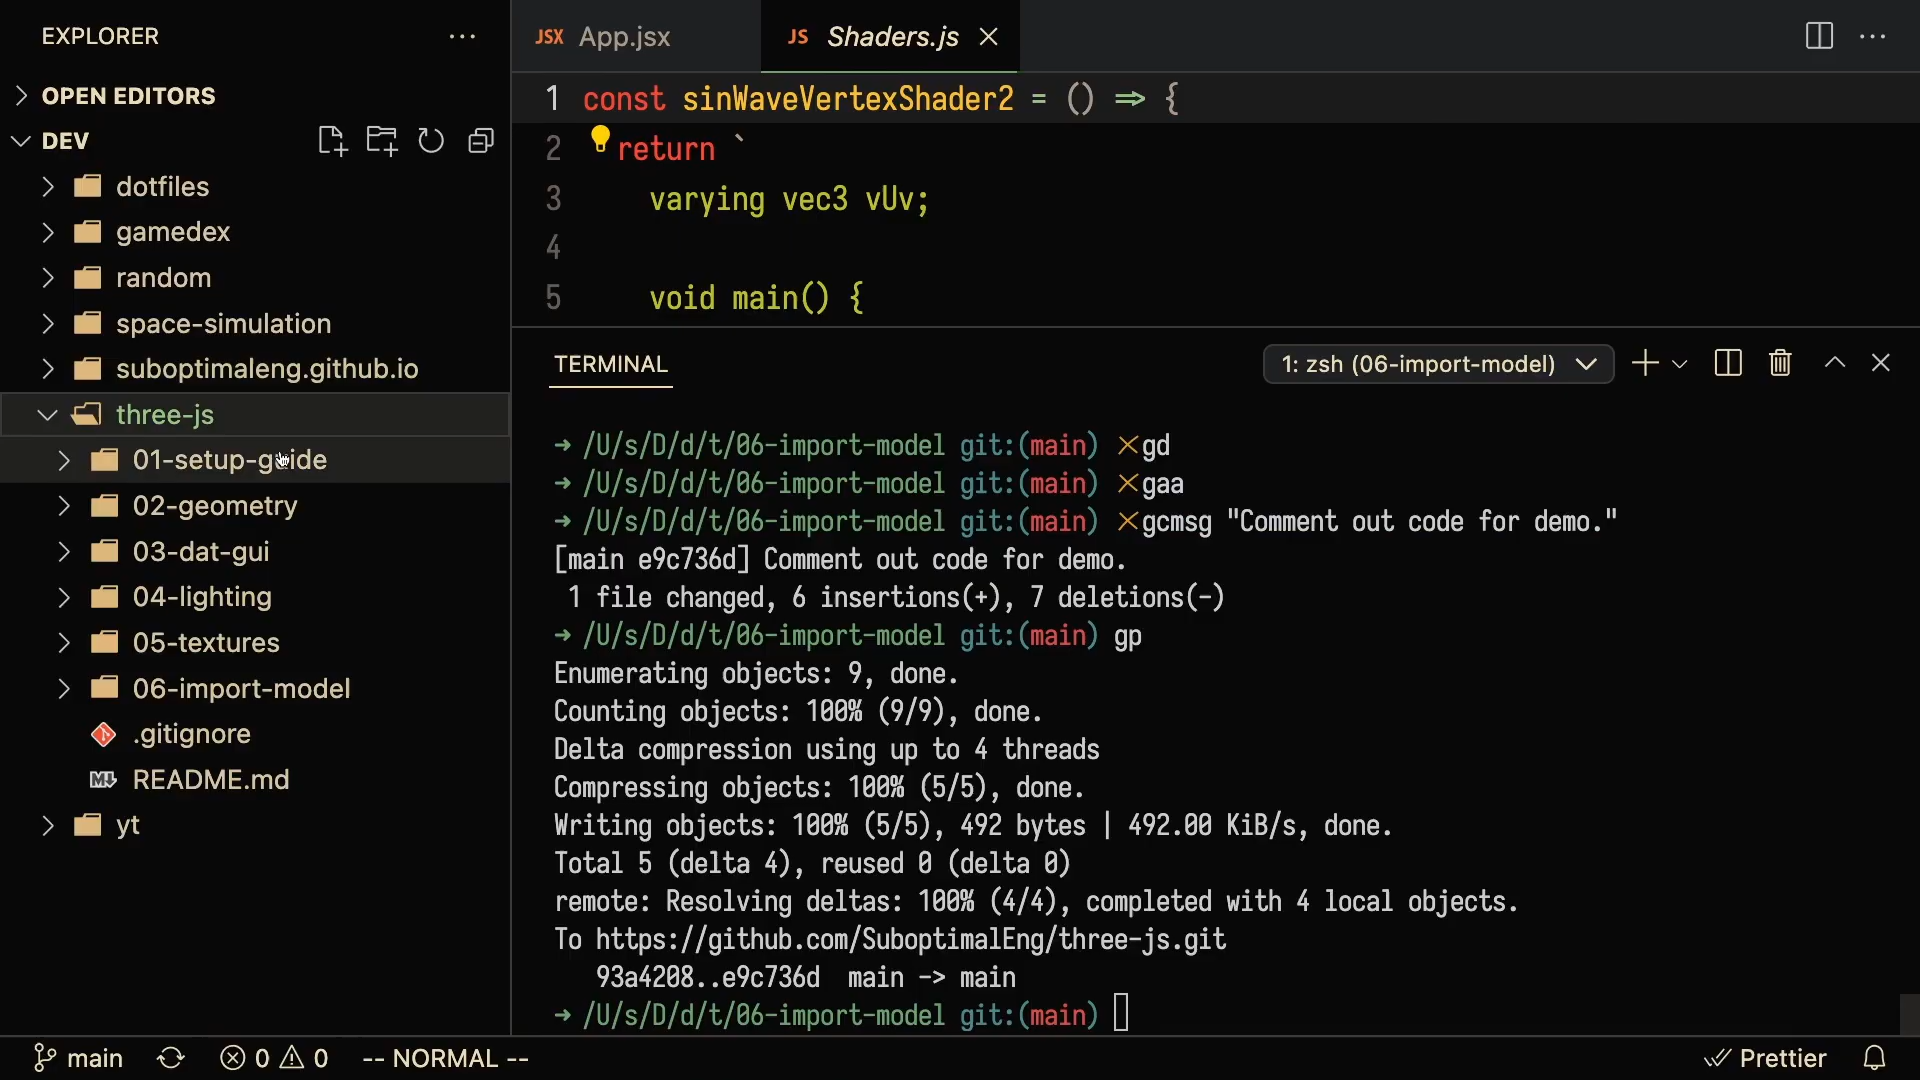 EXPLORER
OPEN EDITORS
DEV
dotfiles
gamedex
random
space-simulation
suboptimaleng.github.io
three-js
01-setup-guide
02-geometry
03-dat-gui
04-lighting
05-textures
06-import-model
.gitignore
README.md
yt
JSX App.jsx
JS Shaders.js
1 const sinWaveVertexShader2 = () => {
2 return `
3 varying vec3 vUv;
4
5 void main() {
TERMINAL
1: zsh (06-import-model)
→ /U/s/D/d/t/06-import-model git:(main) ✕gd
→ /U/s/D/d/t/06-import-model git:(main) ✕gaa
→ /U/s/D/d/t/06-import-model git:(main) ✕gcmsg "Comment out code for demo."
[main e9c736d] Comment out code for demo.
1 file changed, 6 insertions(+), 7 deletions(-)
→ /U/s/D/d/t/06-import-model git:(main) gp
Enumerating objects: 9, done.
Counting objects: 100% (9/9), done.
Delta compression using up to 4 threads
Compressing objects: 100% (5/5), done.
Writing objects: 100% (5/5), 492 bytes | 492.00 KiB/s, done.
Total 5 (delta 4), reused 0 (delta 0)
remote: Resolving deltas: 100% (4/4), completed with 4 local objects.
To https://github.com/SuboptimalEng/three-js.git
93a4208..e9c736d main -> main
→ /U/s/D/d/t/06-import-model git:(main)
main 0 0 -- NORMAL -- Prettier